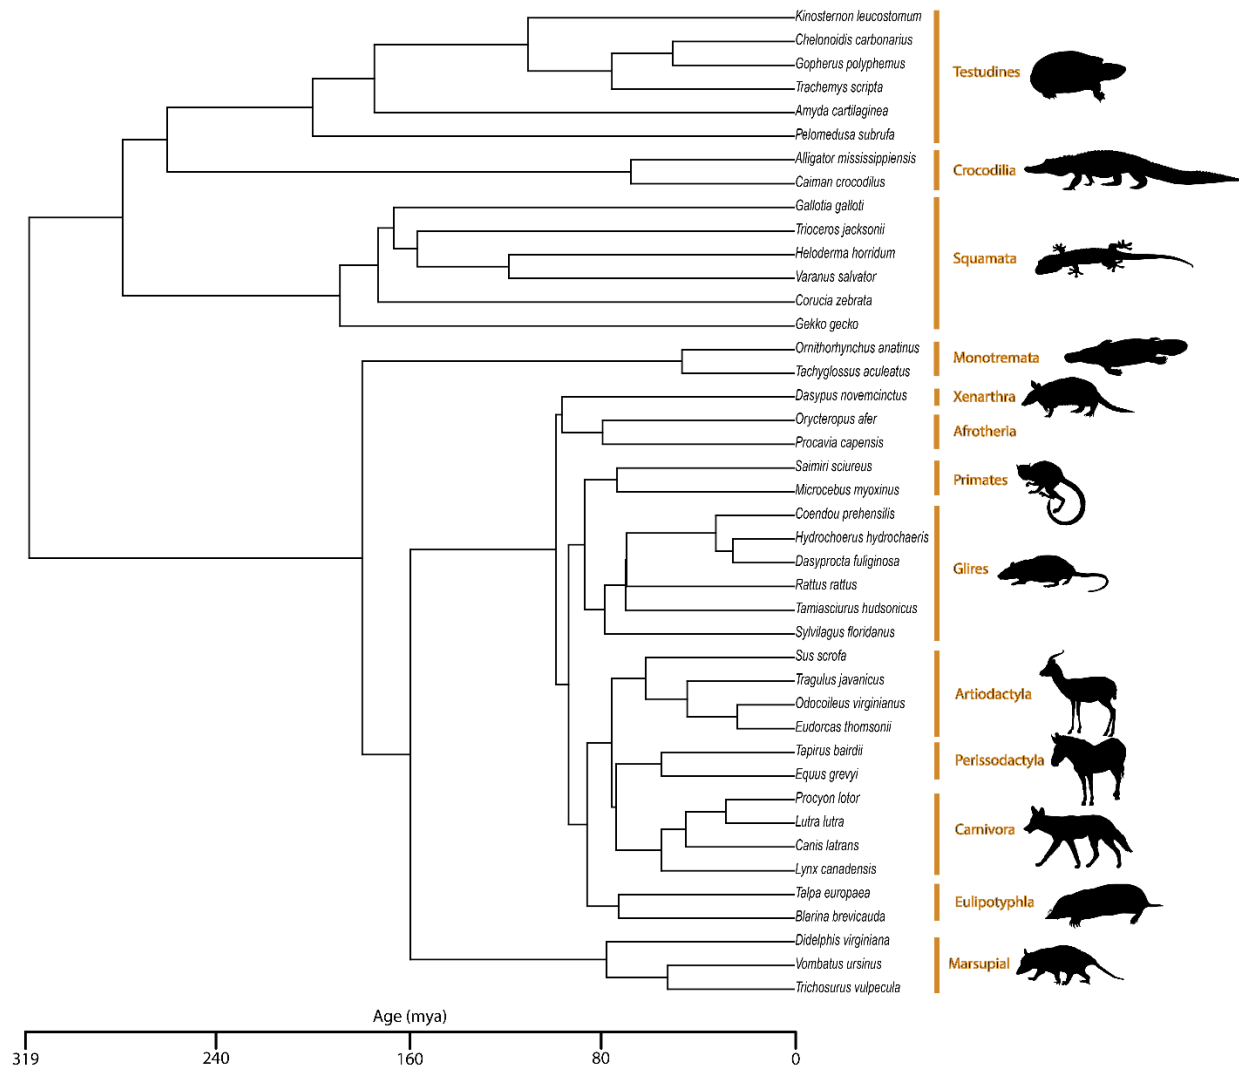 Kinosternon leucostomum
Chelonoidis carbonarius
Gopherus polyphemus
Trachemys scripta
Amyda cartilaginea
Pelomedusa subrufa
Testudines
Alligator mississippiensis
Caiman crocodilus
Crocodilia
Gallotia galloti
Trioceros jacksonii
Heloderma horridum
Varanus salvator
Corucia zebrata
Gekko gecko
Squamata
Ornithorhynchus anatinus
Tachyglossus aculeatus
Monotremata
Dasypus novemcinctus
Xenarthra
Orycteropus afer
Procavia capensis
Afrotheria
Saimiri sciureus
Microcebus myoxinus
Primates
Coendou prehensilis
Hydrochoerus hydrochaeris
Dasyprocta fuliginosa
Rattus rattus
Tamiasciurus hudsonicus
Sylvilagus floridanus
Glires
Sus scrofa
Tragulus javanicus
Odocoileus virginianus
Eudorcas thomsonii
Artiodactyla
Tapirus bairdii
Equus grevyi
Perissodactyla
Procyon lotor
Lutra lutra
Canis latrans
Lynx canadensis
Carnivora
Talpa europaea
Blarina brevicauda
Eulipotyphla
Didelphis virginiana
Vombatus ursinus
Trichosurus vulpecula
Marsupial
Age (mya)
319 240 160 80 0